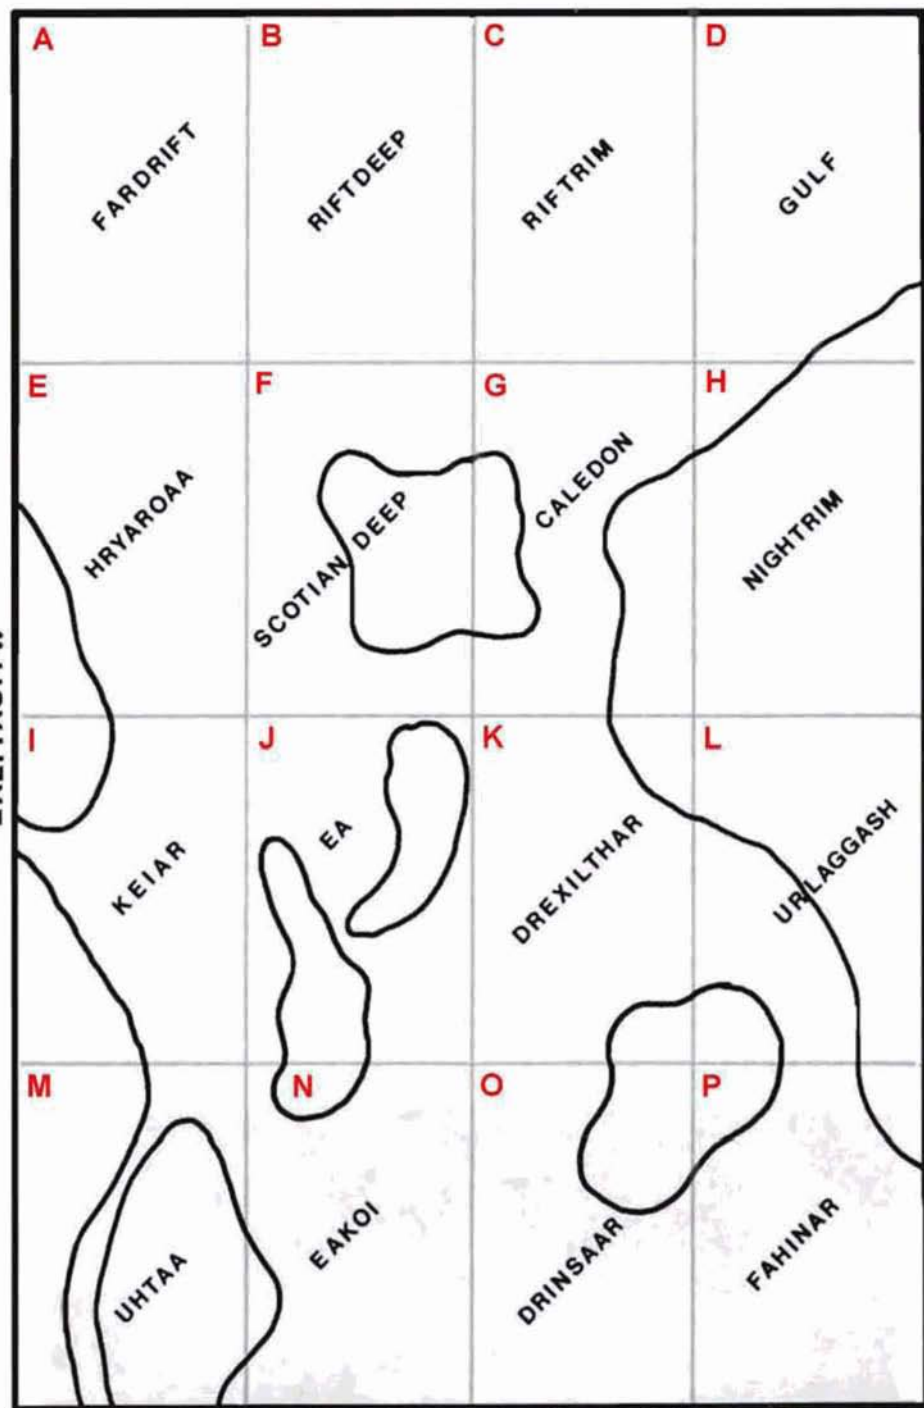 A
B
C
D
FARDRIFT
RIFTDEEP
RIFTRIM
GULF
E
F
G
H
HRYAROAA
SCOTIAN DEEP
CALEDON
NIGHTRIM
I
J
K
L
KEIAR
EA
DREXILTHAR
URLAGGASH
M
N
O
P
UHTAA
EAKOI
DRINSAAR
FAHINAR